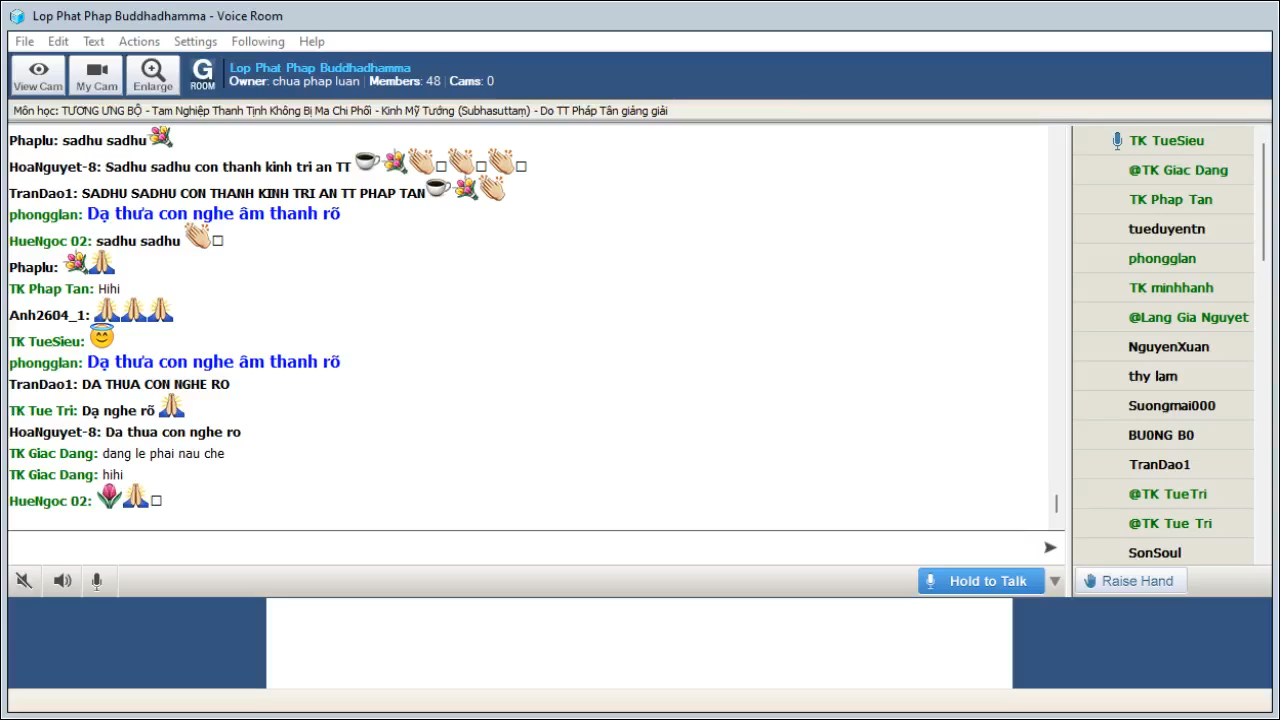 Lop Phat Phap Buddhadhamma - Voice Room
File Edit Text Actions Settings Following Help
View Cam My Cam Enlarge G ROOM
Lop Phat Phap Buddhadhamma
Owner: chua phap luan | Members: 48 | Cams: 0
Môn học: TƯƠNG ƯNG BỘ - Tam Nghiệp Thanh Tịnh Không Bị Ma Chi Phối - Kinh Mỹ Tướng (Subhasuttaṃ) - Do TT Pháp Tân giảng giải
Phaplu: sadhu sadhu
HoaNguyet-8: Sadhu sadhu con thanh kinh tri an TT
TranDao1: SADHU SADHU CON THANH KINH TRI AN TT PHAP TAN
phongglan: Dạ thưa con nghe âm thanh rõ
HueNgoc 02: sadhu sadhu
Phaplu:
TK Phap Tan: Hihi
Anh2604_1:
TK TueSieu:
phongglan: Dạ thưa con nghe âm thanh rõ
TranDao1: DA THUA CON NGHE RO
TK Tue Tri: Dạ nghe rõ
HoaNguyet-8: Da thua con nghe ro
TK Giac Dang: dang le phai nau che
TK Giac Dang: hihi
HueNgoc 02:
TK TueSieu
@TK Giac Dang
TK Phap Tan
tueduyentn
phongglan
TK minhhanh
@Lang Gia Nguyet
NguyenXuan
thy lam
Suongmai000
BU0NG B0
TranDao1
@TK TueTri
@TK Tue Tri
SonSoul
Hold to Talk
Raise Hand